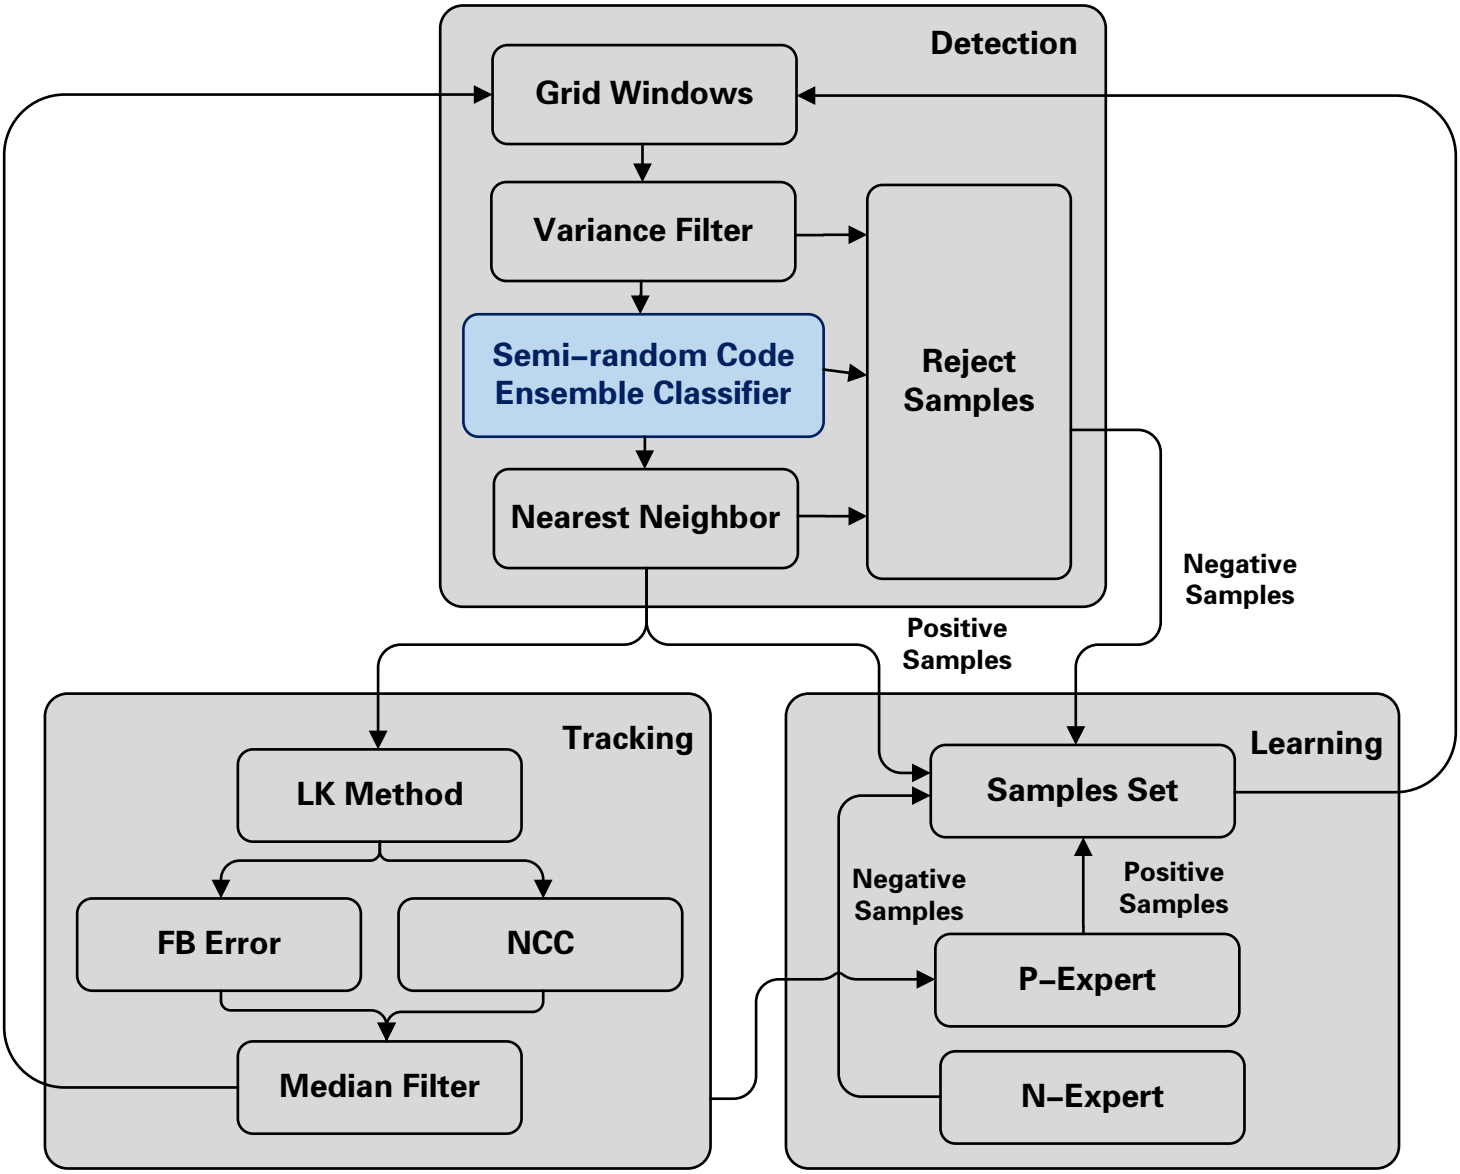 Detection
Grid Windows
Variance Filter
Semi–random Code
Ensemble Classifier
Reject
Samples
Nearest Neighbor
Negative
Samples
Positive
Samples
Tracking
LK Method
FB Error
NCC
Median Filter
Learning
Samples Set
Negative
Samples
Positive
Samples
P–Expert
N–Expert